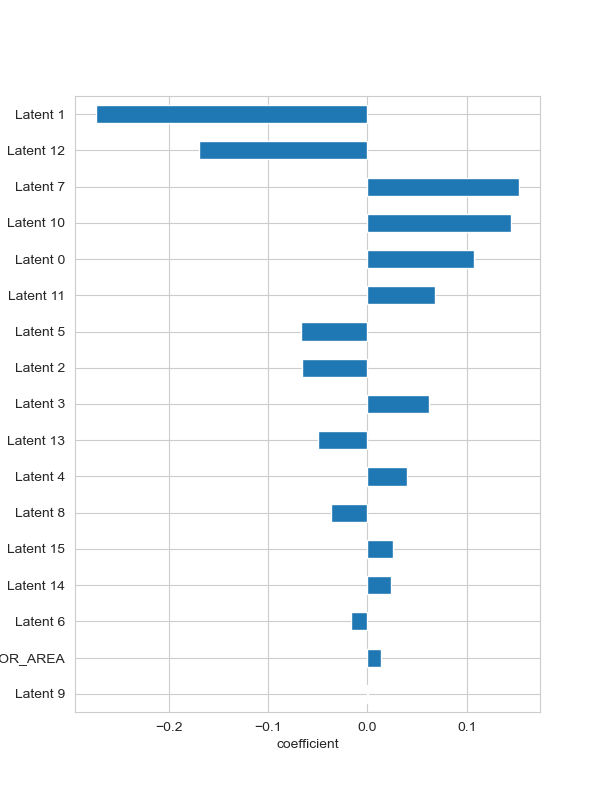 Latent 1
Latent 12
Latent 7
Latent 10
Latent 0
Latent 11
Latent 5
Latent 2
Latent 3
Latent 13
Latent 4
Latent 8
Latent 15
Latent 14
Latent 6
OR_AREA
Latent 9
−0.2 −0.1 0.0 0.1
coefficient